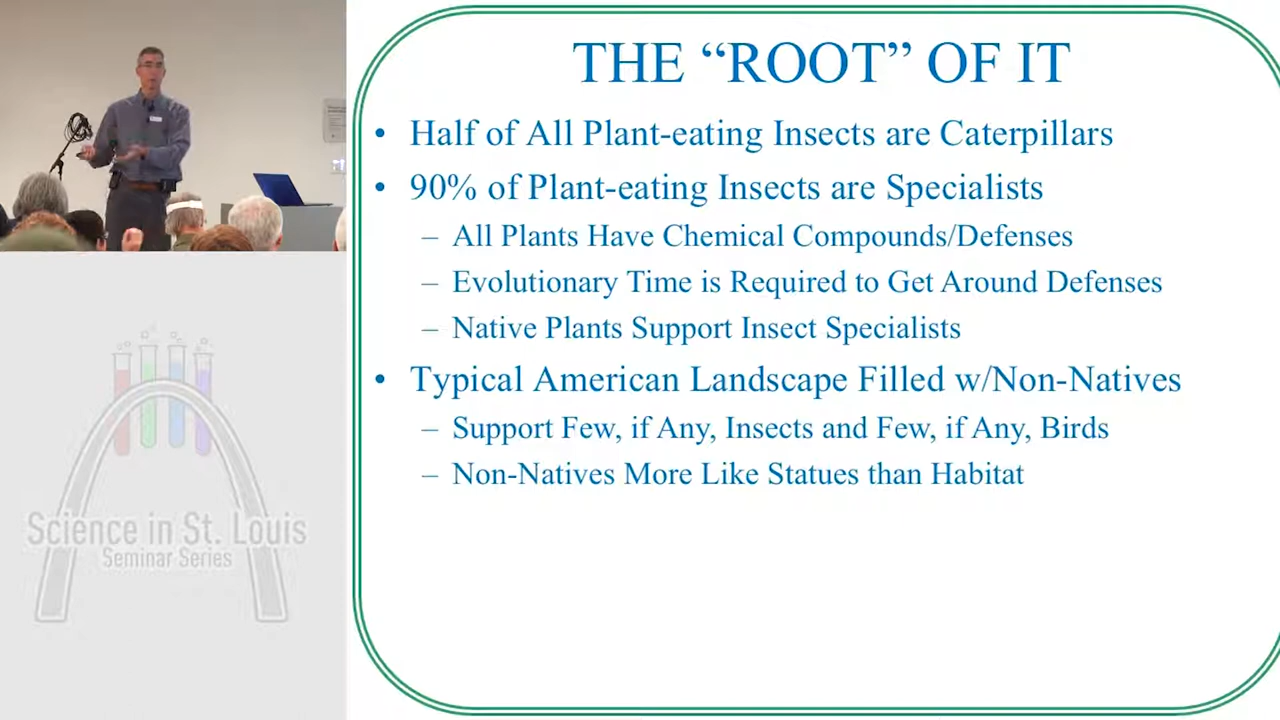 THE “ROOT” OF IT
• Half of All Plant-eating Insects are Caterpillars
• 90% of Plant-eating Insects are Specialists
– All Plants Have Chemical Compounds/Defenses
– Evolutionary Time is Required to Get Around Defenses
– Native Plants Support Insect Specialists
• Typical American Landscape Filled w/Non-Natives
– Support Few, if Any, Insects and Few, if Any, Birds
– Non-Natives More Like Statues than Habitat
Science in St. Louis
Seminar Series